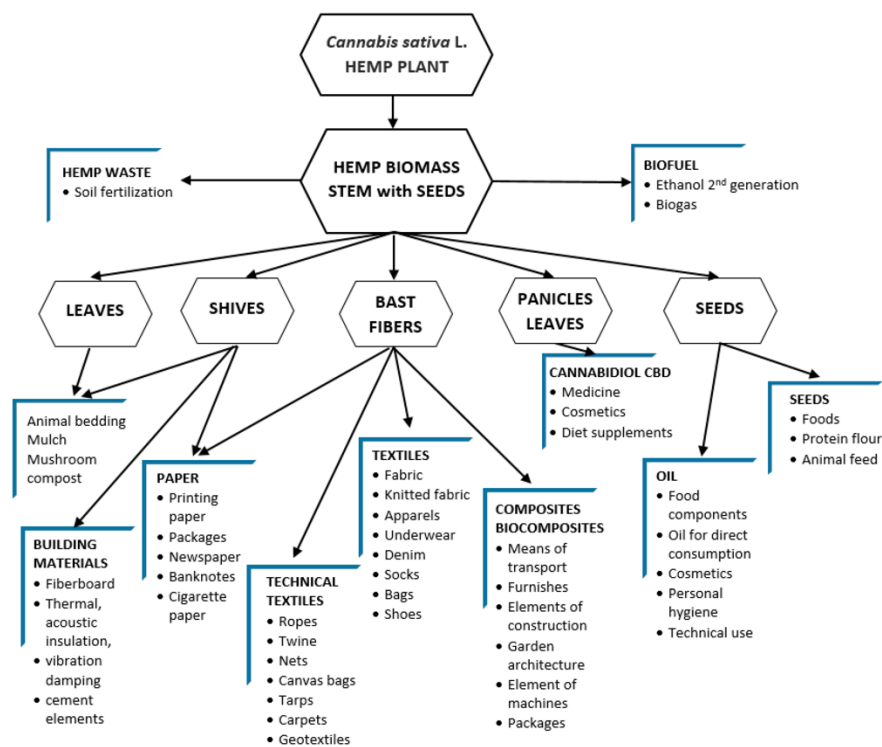 Cannabis sativa L.
HEMP PLANT
HEMP BIOMASS
STEM with SEEDS
HEMP WASTE
• Soil fertilization
BIOFUEL
• Ethanol 2nd generation
• Biogas
LEAVES
SHIVES
BAST
FIBERS
PANICLES
LEAVES
SEEDS
Animal bedding
Mulch
Mushroom
compost
BUILDING
MATERIALS
• Fiberboard
• Thermal,
acoustic
insulation,
• vibration
damping
• cement
elements
PAPER
• Printing
paper
• Packages
• Newspaper
• Banknotes
• Cigarette
paper
TECHNICAL
TEXTILES
• Ropes
• Twine
• Nets
• Canvas bags
• Tarps
• Carpets
• Geotextiles
TEXTILES
• Fabric
• Knitted fabric
• Apparels
• Underwear
• Denim
• Socks
• Bags
• Shoes
COMPOSITES
BIOCOMPOSITES
• Means of
transport
• Furnishes
• Elements of
construction
• Garden
architecture
• Element of
machines
• Packages
CANNABIDIOL CBD
• Medicine
• Cosmetics
• Diet supplements
OIL
• Food
components
• Oil for direct
consumption
• Cosmetics
• Personal
hygiene
• Technical use
SEEDS
• Foods
• Protein flour
• Animal feed